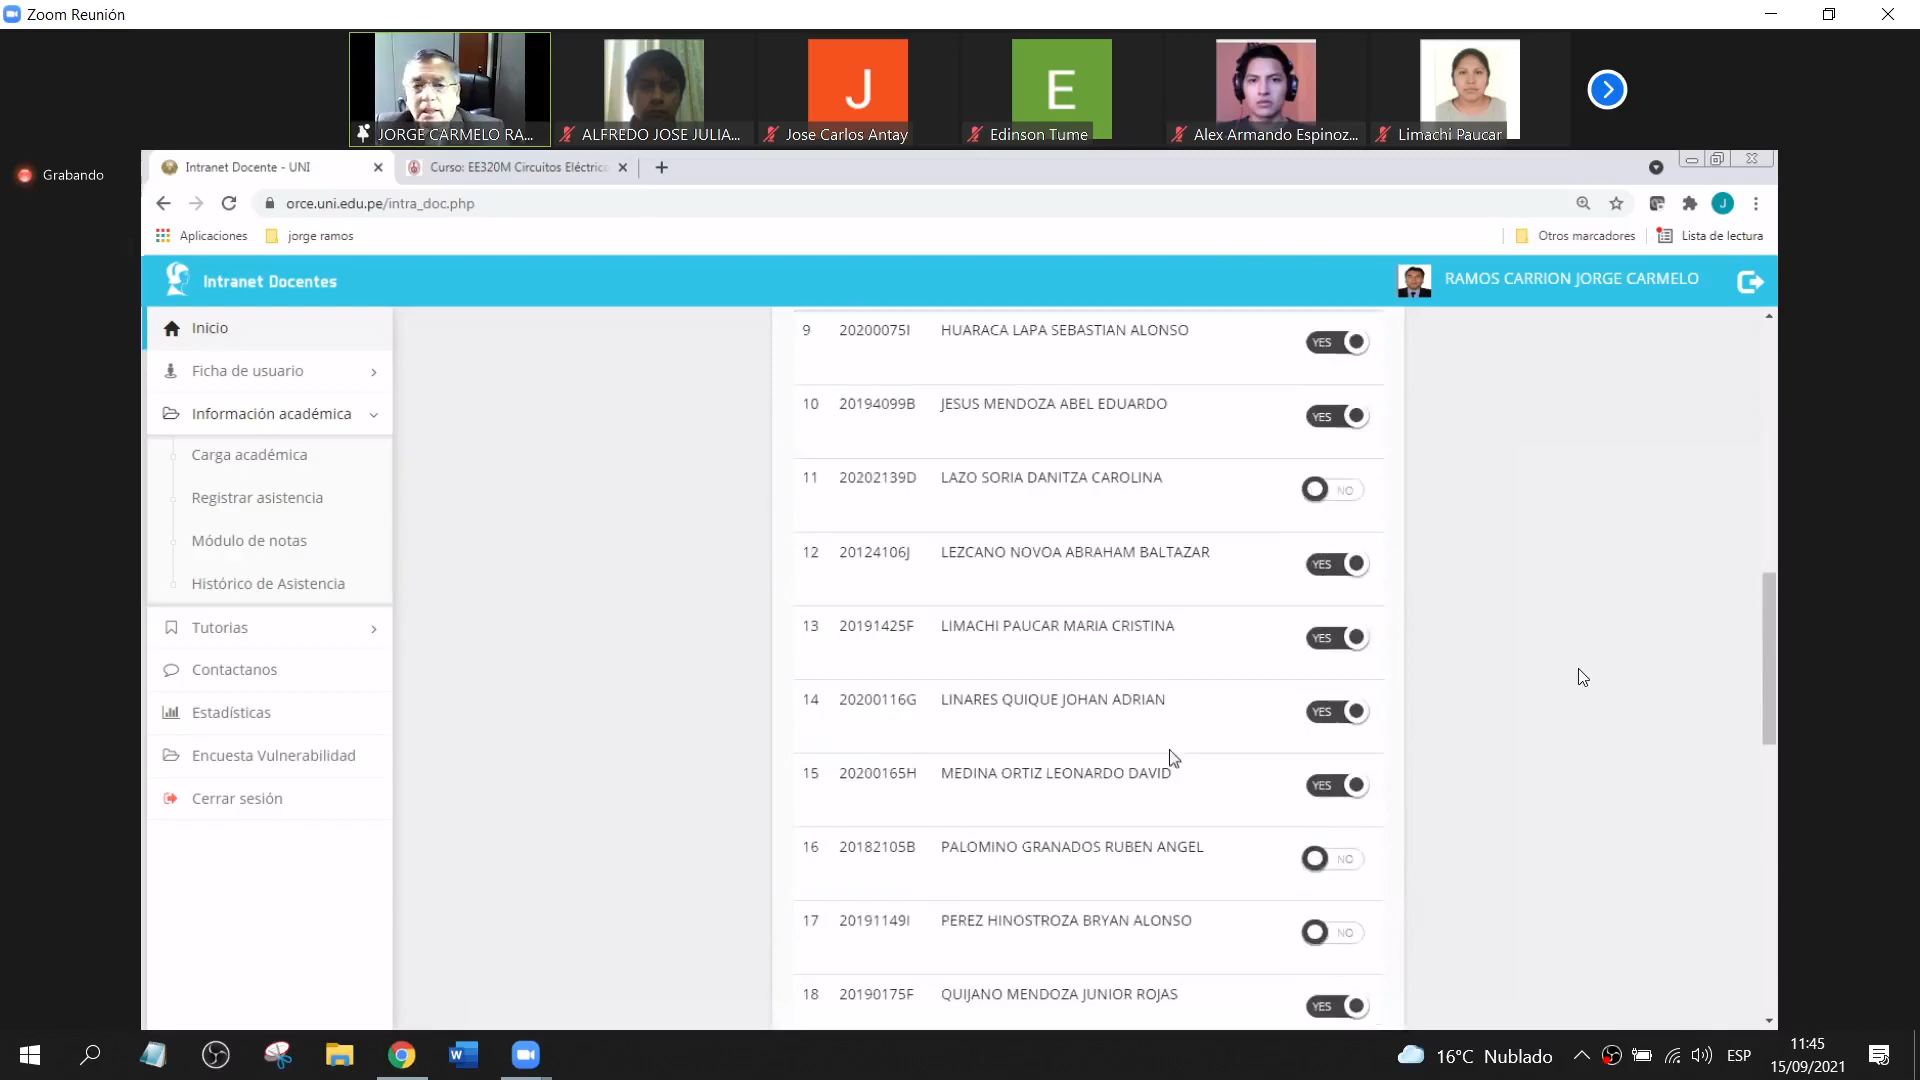 Zoom Reunión
J
E
JORGE CARMELO RA...
ALFREDO JOSE JULIA...
Jose Carlos Antay
Edinson Tume
Alex Armando Espinoz...
Limachi Paucar
Grabando
Intranet Docente - UNI
Curso: EE320M Circuitos Eléctrico
orce.uni.edu.pe/intra_doc.php
J
Aplicaciones
jorge ramos
Otros marcadores
Lista de lectura
Intranet Docentes
RAMOS CARRION JORGE CARMELO
Inicio
Ficha de usuario
Información académica
Carga académica
Registrar asistencia
Módulo de notas
Histórico de Asistencia
Tutorias
Contactanos
Estadísticas
Encuesta Vulnerabilidad
Cerrar sesión
9 20200075I HUARACA LAPA SEBASTIAN ALONSO YES
10 20194099B JESUS MENDOZA ABEL EDUARDO YES
11 20202139D LAZO SORIA DANITZA CAROLINA NO
12 20124106J LEZCANO NOVOA ABRAHAM BALTAZAR YES
13 20191425F LIMACHI PAUCAR MARIA CRISTINA YES
14 20200116G LINARES QUIQUE JOHAN ADRIAN YES
15 20200165H MEDINA ORTIZ LEONARDO DAVID YES
16 20182105B PALOMINO GRANADOS RUBEN ANGEL NO
17 20191149I PEREZ HINOSTROZA BRYAN ALONSO NO
18 20190175F QUIJANO MENDOZA JUNIOR ROJAS YES
16°C Nublado
ESP
11:45
15/09/2021